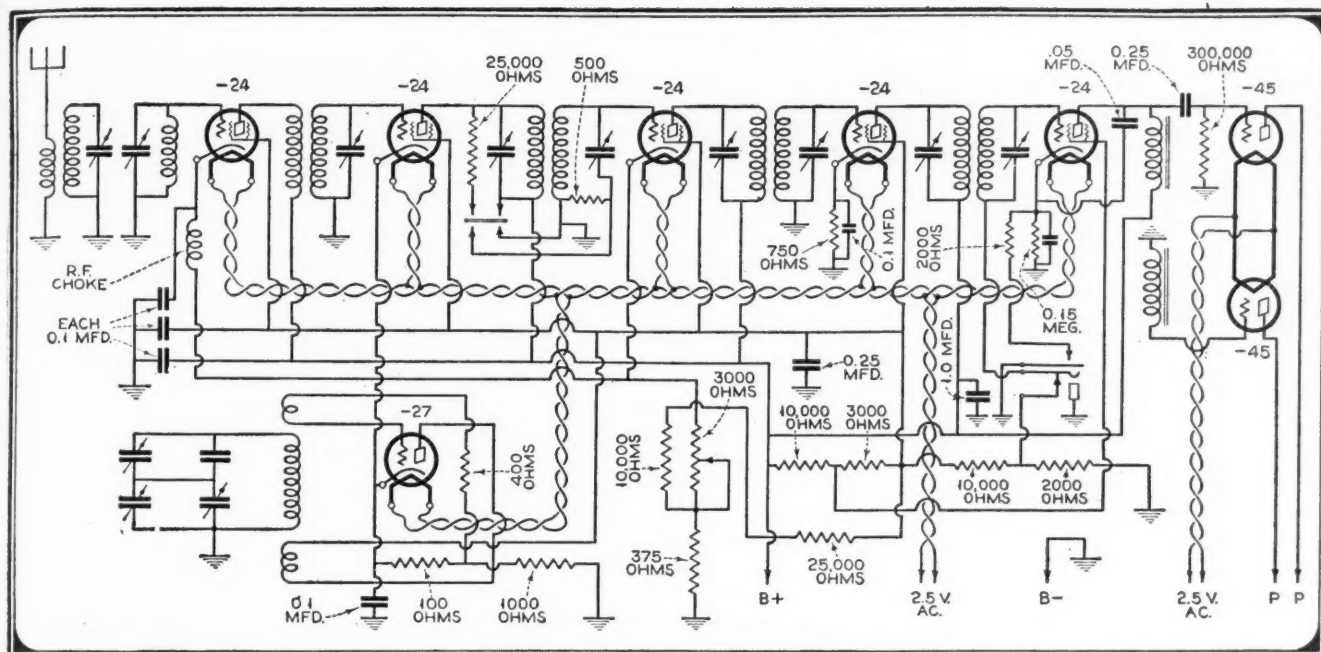 -24
-24
25,000
OHMS
500
OHMS
-24
-24
-24
.05
MFD.
0.25
MFD.
300,000
OHMS
-45
R.F.
CHOKE
EACH
0.1 MFD.
750
OHMS
0.1 MFD.
2000
OHMS
0.15
MEG.
-45
0.25
MFD.
1.0 MFD.
3000
OHMS
10,000
OHMS
3000
OHMS
-27
400
OHMS
10,000
OHMS
10,000
OHMS
2000
OHMS
375
OHMS
25,000
OHMS
0.1
MFD.
100
OHMS
1000
OHMS
B+
2.5 V.
AC.
B-
2.5 V.
AC.
P
P